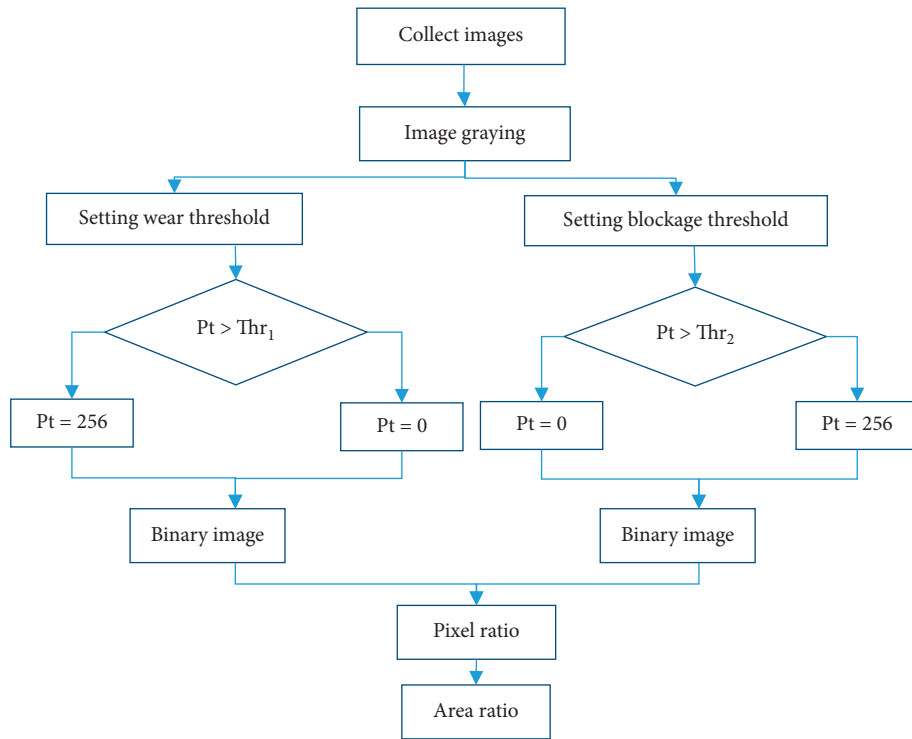 Collect images
Image graying
Setting wear threshold
Setting blockage threshold
Pt > Thr₁
Pt > Thr₂
Pt = 256
Pt = 0
Pt = 0
Pt = 256
Binary image
Binary image
Pixel ratio
Area ratio